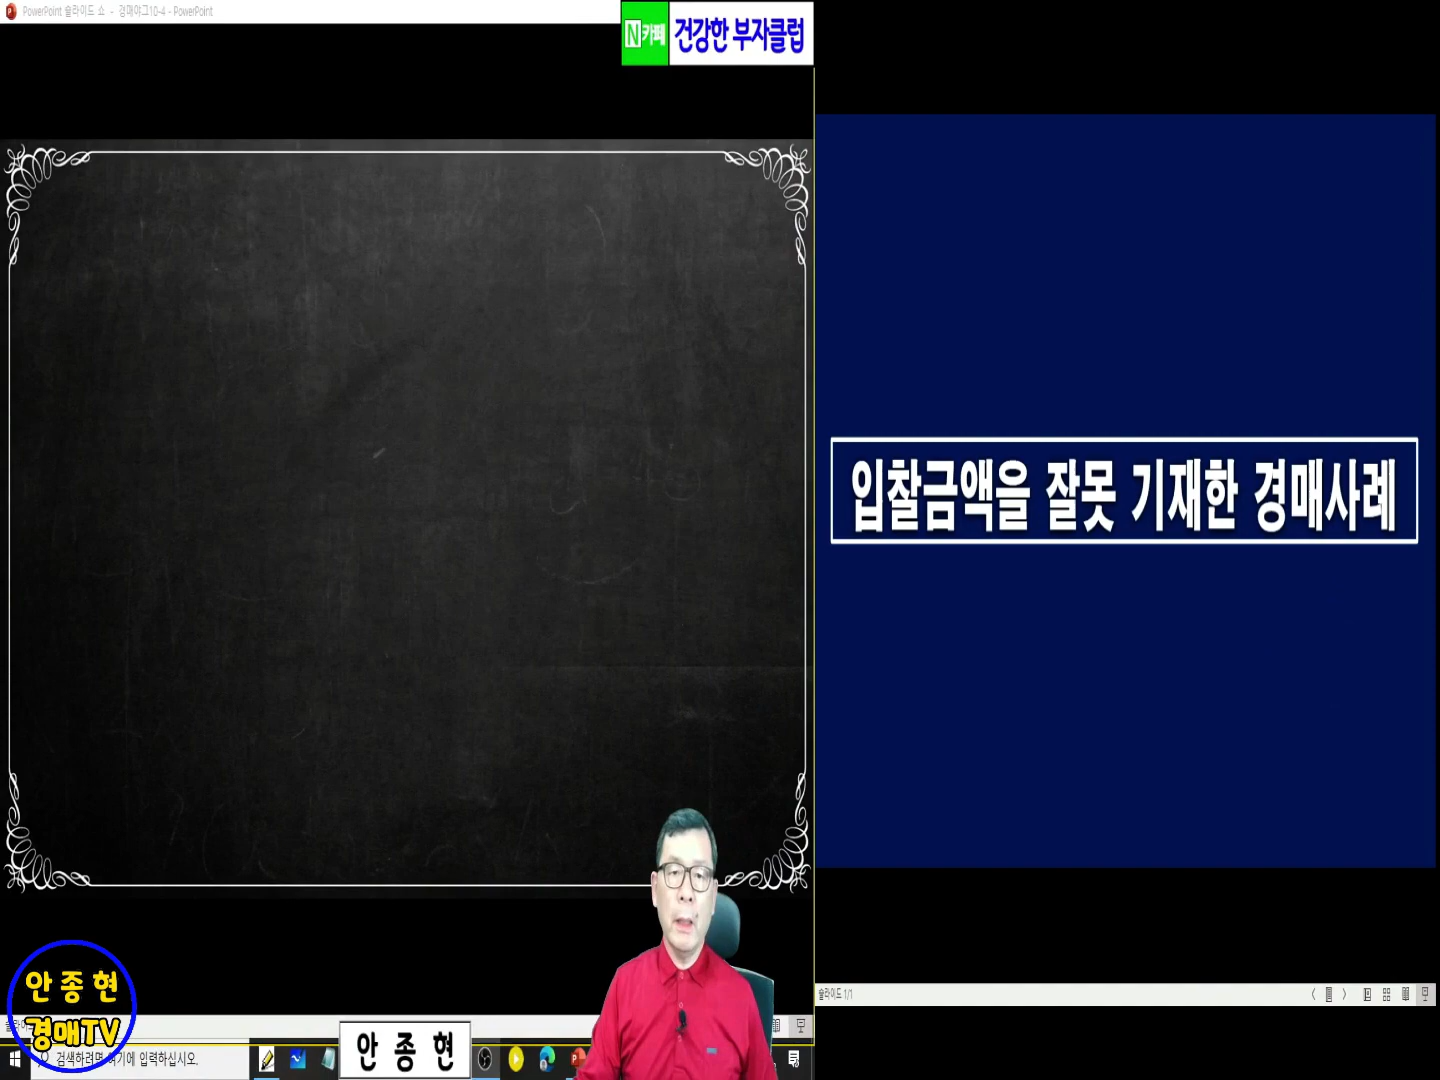 PowerPoint 슬라이드 쇼 - 경매야그10-4 - PowerPoint
N카페 건강한 부자클럽
입찰금액을 잘못 기재한 경매사례
슬라이드 1/1
안종현
경매TV
검색하려면 여기에 입력하십시오.
안 종 현